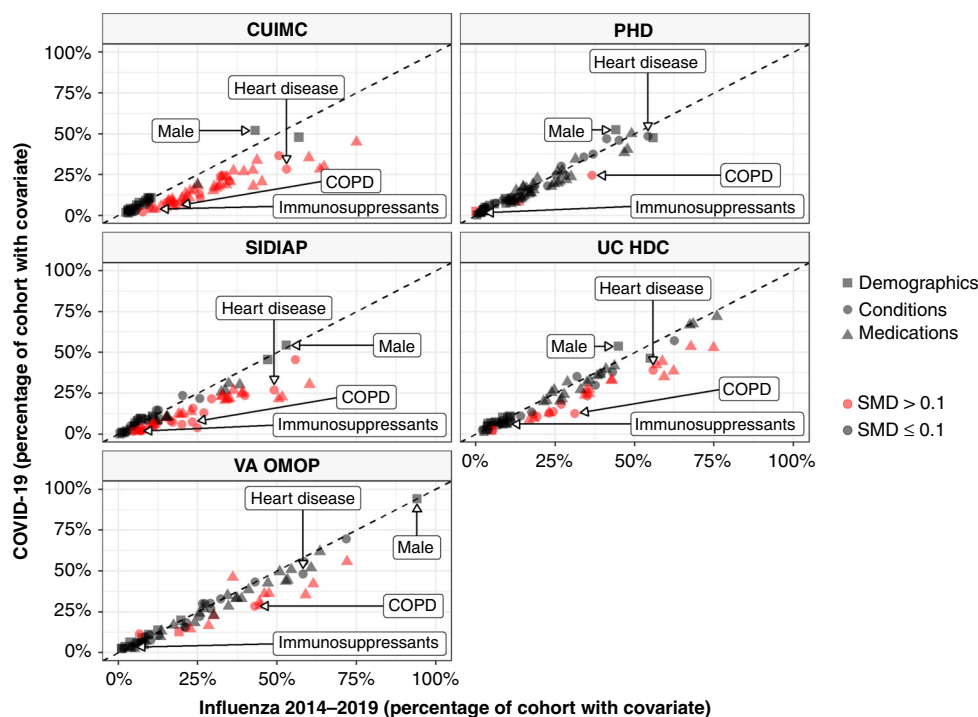 CUIMC
PHD
100%
75%
50%
25%
0%
Heart disease
Male
COPD
Immunosuppressants
Heart disease
Male
COPD
Immunosuppressants
SIDIAP
UC HDC
100%
75%
50%
25%
0%
Heart disease
Male
COPD
Immunosuppressants
Heart disease
Male
COPD
Immunosuppressants
0% 25% 50% 75% 100%
VA OMOP
100%
75%
50%
25%
0%
Heart disease
Male
COPD
Immunosuppressants
0% 25% 50% 75% 100%
Influenza 2014–2019 (percentage of cohort with covariate)
COVID-19 (percentage of cohort with covariate)
Demographics
Conditions
Medications
SMD > 0.1
SMD ≤ 0.1